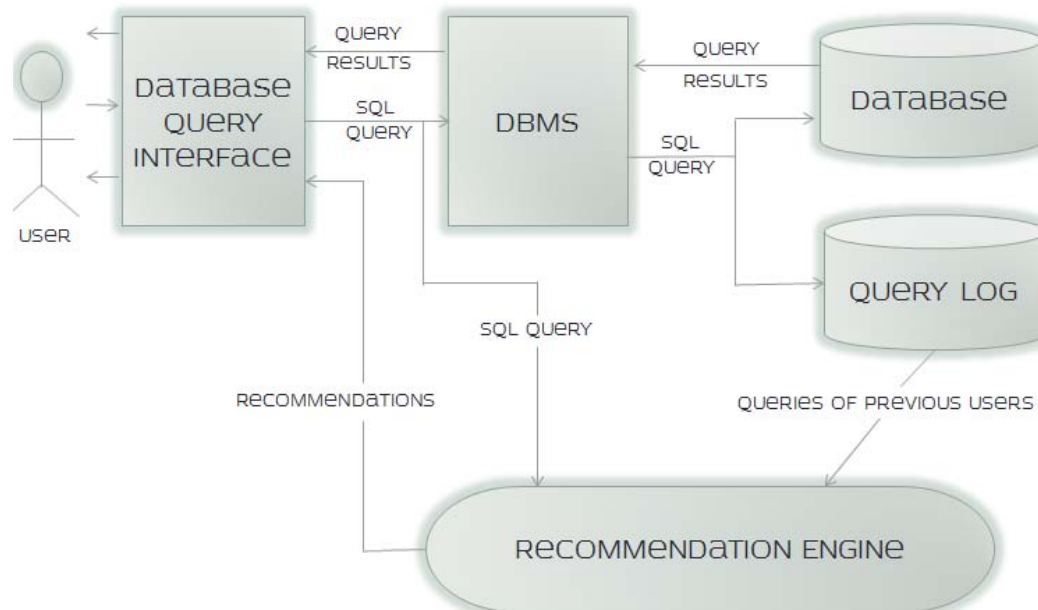 QUERY
RESULTS
QUERY
RESULTS
DATABASE
QUERY
INTERFACE
DBMS
DATABASE
SQL
QUERY
SQL
QUERY
USER
QUERY LOG
SQL QUERY
RECOMMENDATIONS
QUERIES OF PREVIOUS USERS
RECOMMENDATION ENGINE